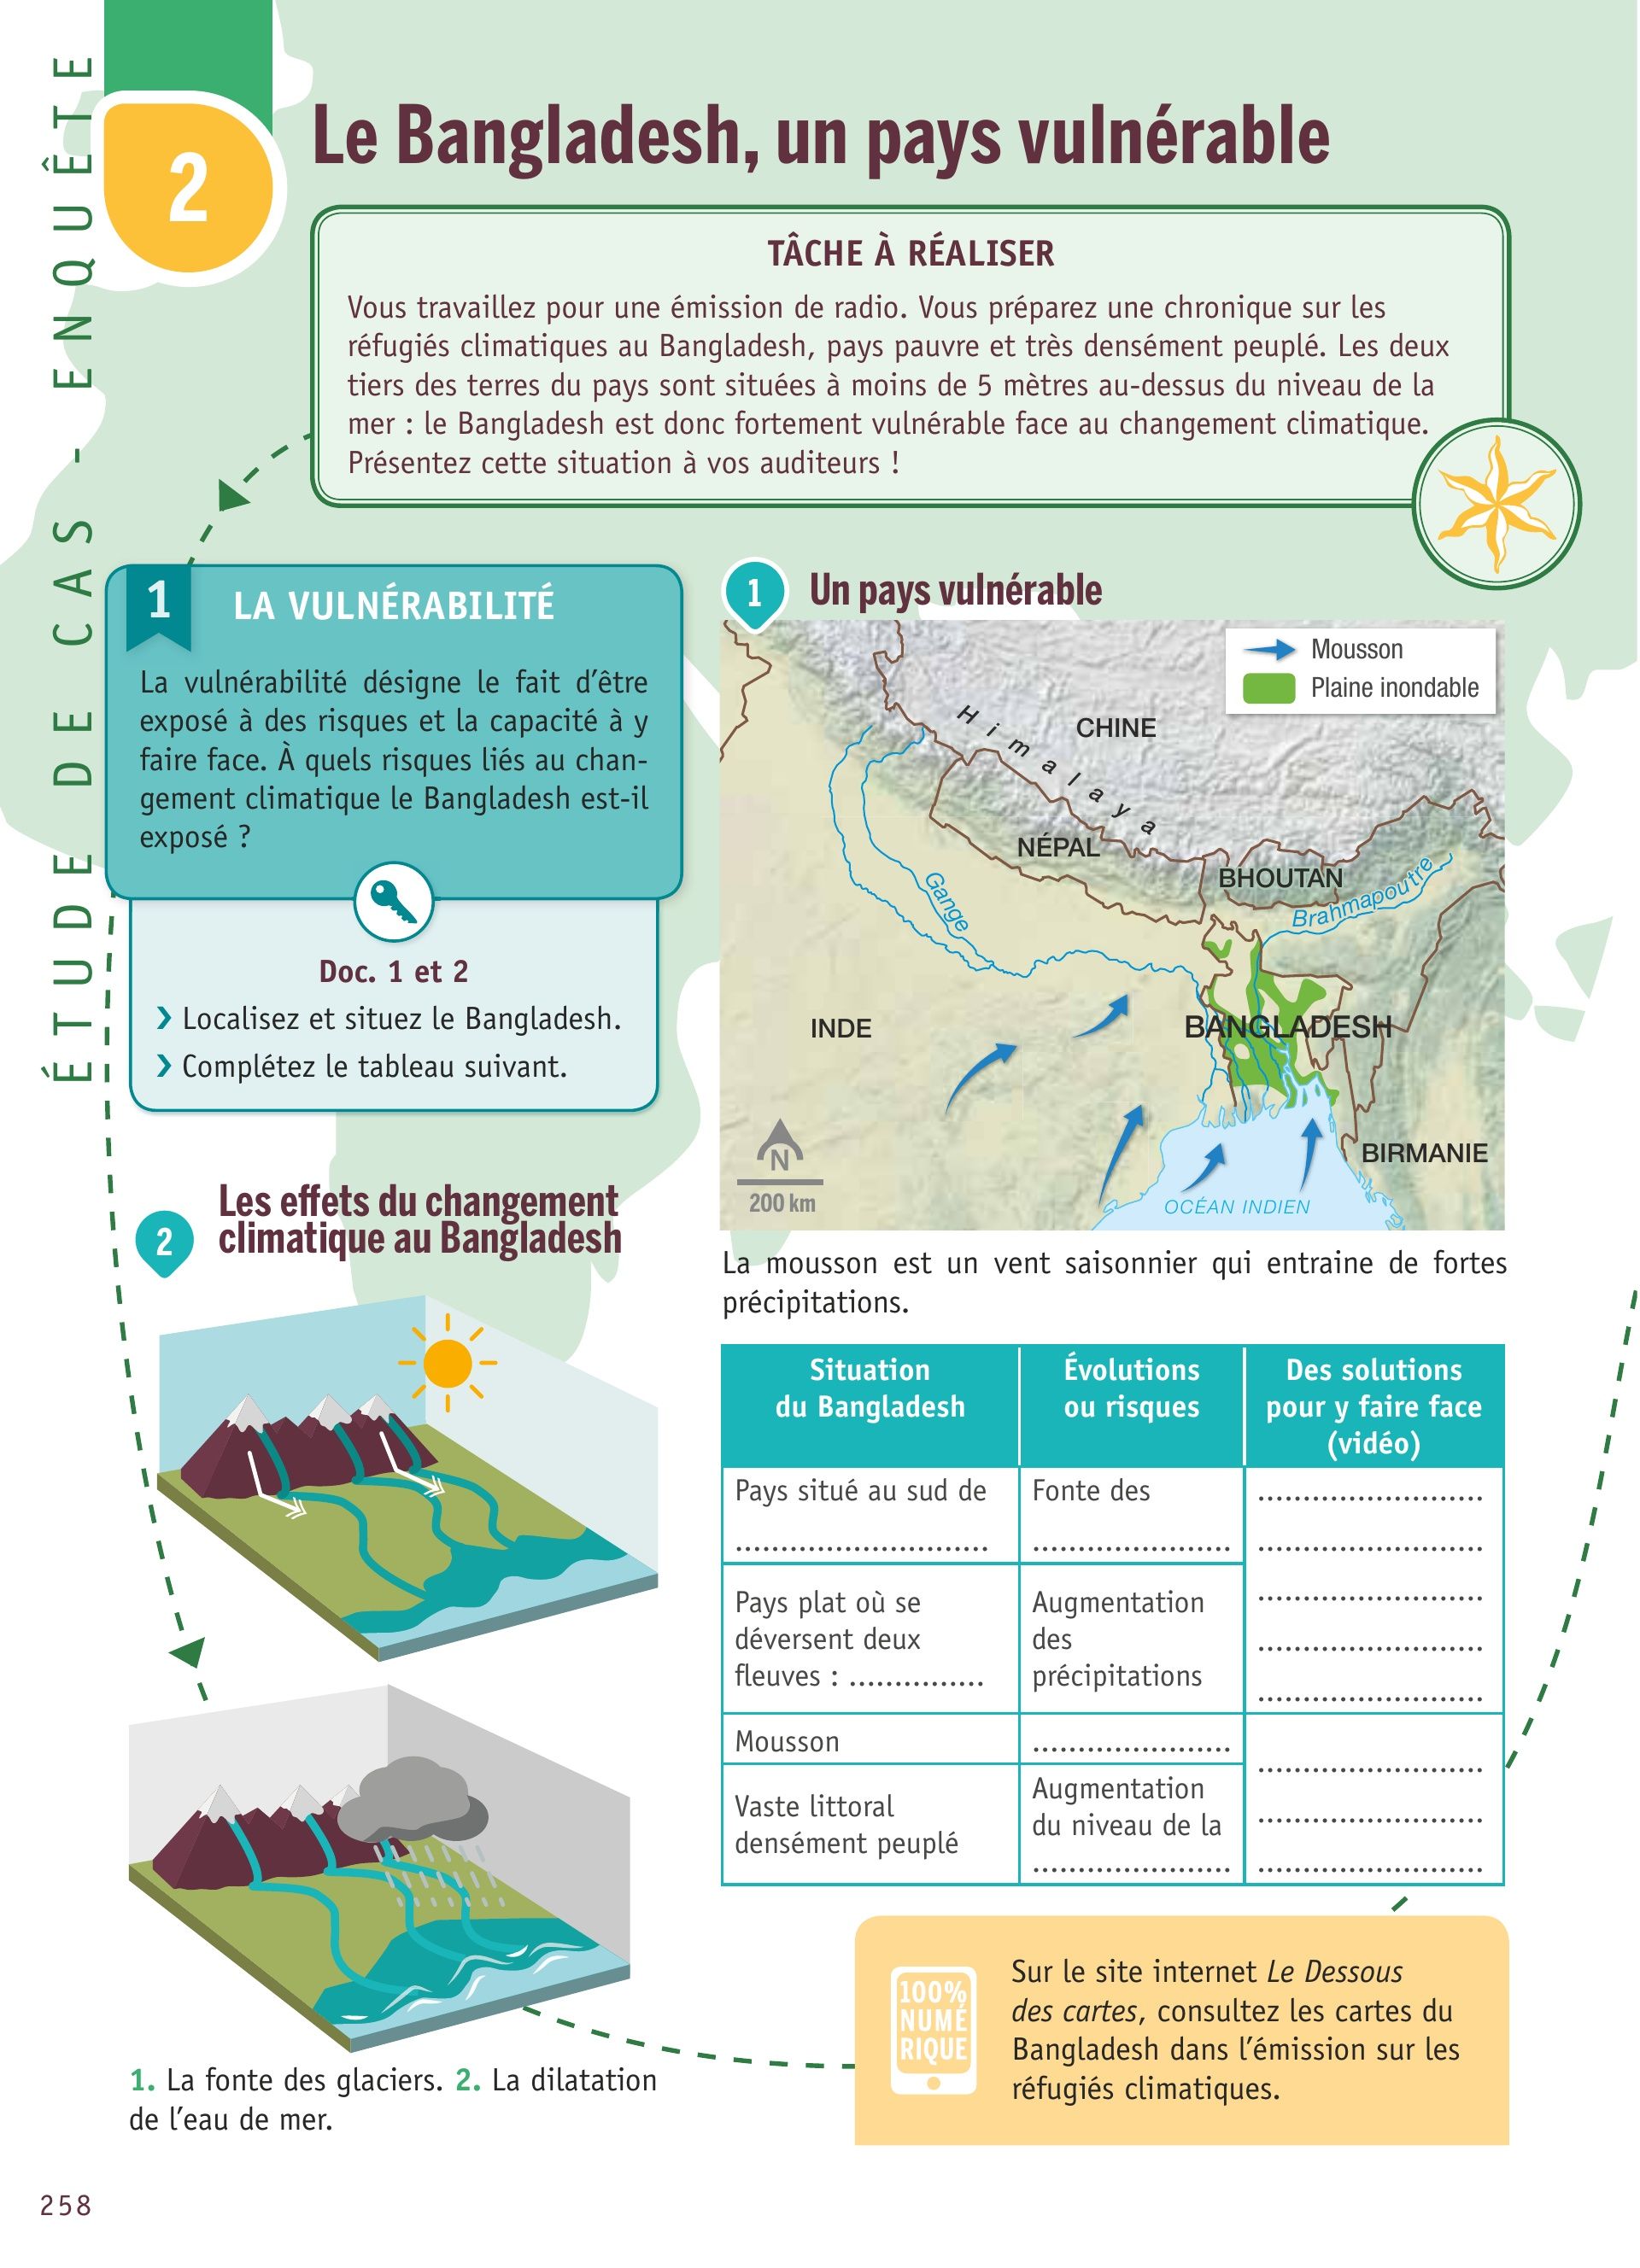 ÉTUDE DE CAS - ENQUÊTE
2
Le Bangladesh, un pays vulnérable
TÂCHE À RÉALISER
Vous travaillez pour une émission de radio. Vous préparez une chronique sur les
réfugiés climatiques au Bangladesh, pays pauvre et très densément peuplé. Les deux
tiers des terres du pays sont situées à moins de 5 mètres au-dessus du niveau de la
mer : le Bangladesh est donc fortement vulnérable face au changement climatique.
Présentez cette situation à vos auditeurs !
1
LA VULNÉRABILITÉ
La vulnérabilité désigne le fait d'être
exposé à des risques et la capacité à y
faire face. À quels risques liés au chan-
gement climatique le Bangladesh est-il
exposé ?
Doc. 1 et 2
› Localisez et situez le Bangladesh.
› Complétez le tableau suivant.
1
Un pays vulnérable
Mousson
Plaine inondable
Himalaya
CHINE
NÉPAL
BHOUTAN
Brahmapoutre
Gange
INDE
BANGLADESH
BIRMANIE
OCÉAN INDIEN
N
200 km
La mousson est un vent saisonnier qui entraine de fortes
précipitations.
2
Les effets du changement
climatique au Bangladesh
1. La fonte des glaciers. 2. La dilatation
de l'eau de mer.
Situation
du Bangladesh
Évolutions
ou risques
Des solutions
pour y faire face
(vidéo)
Pays situé au sud de
............................
Fonte des
......................
.........................
.........................
.........................
.........................
.........................
Pays plat où se
déversent deux
fleuves : ...............
Augmentation
des
précipitations
Mousson
......................
.........................
.........................
.........................
Vaste littoral
densément peuplé
Augmentation
du niveau de la
......................
100%
NUMÉ
RIQUE
Sur le site internet Le Dessous
des cartes, consultez les cartes du
Bangladesh dans l'émission sur les
réfugiés climatiques.
258